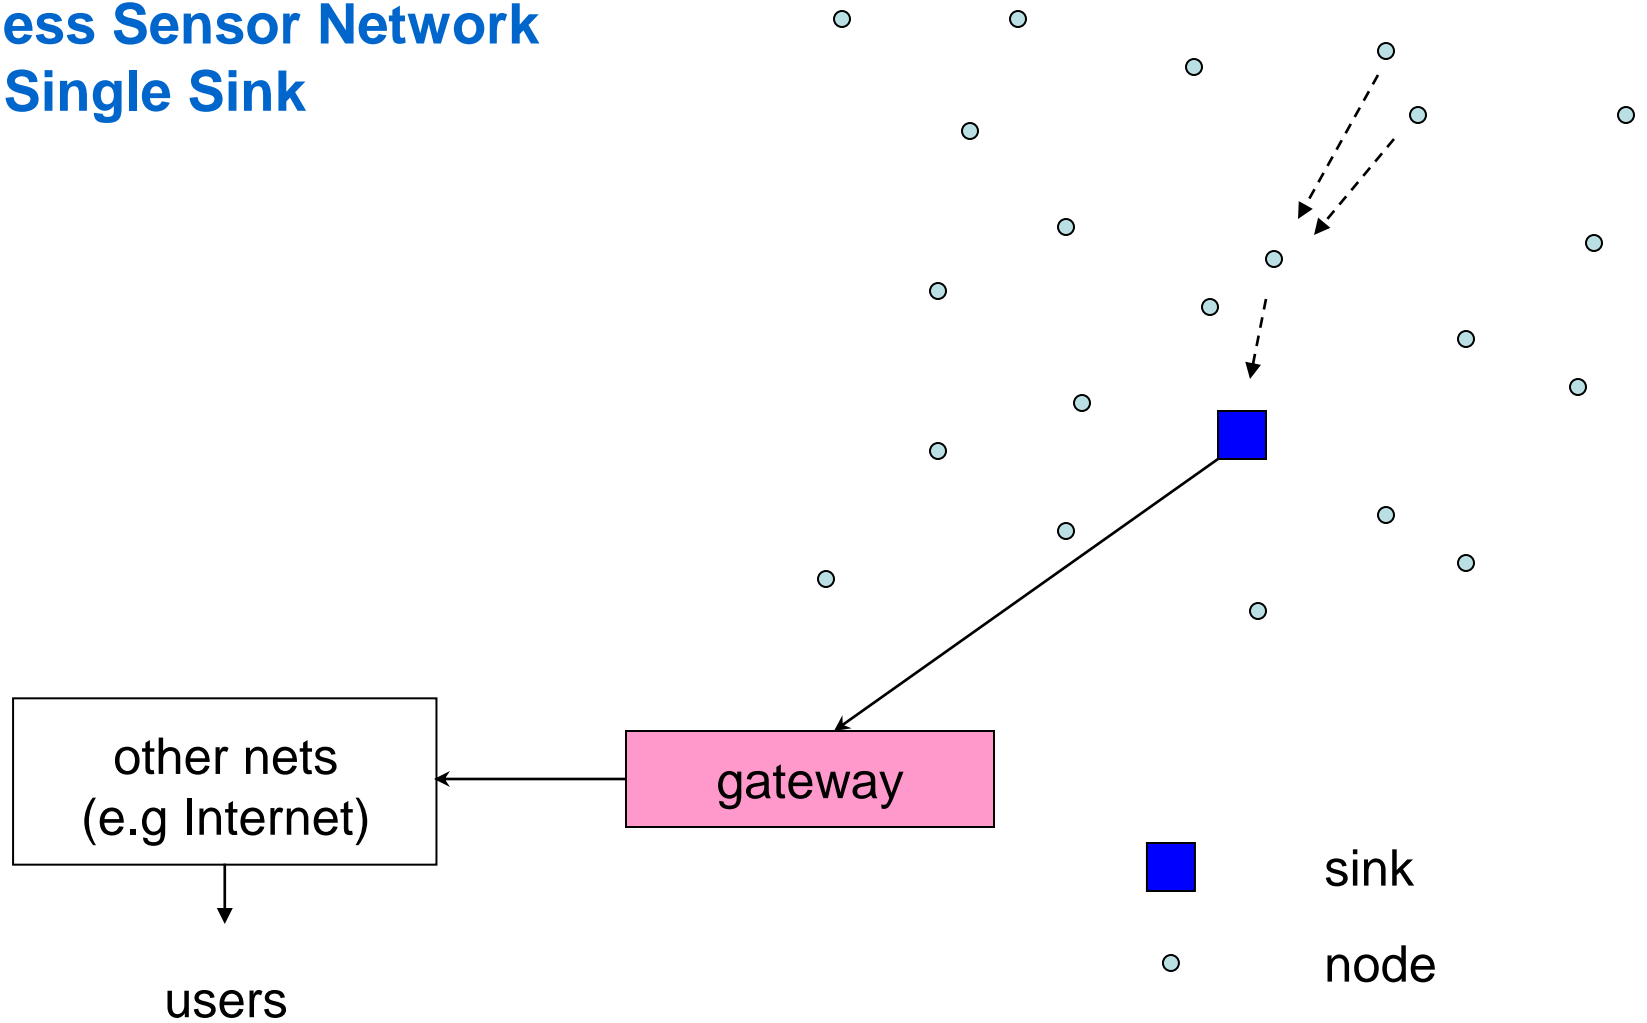 ess Sensor Network
Single Sink
other nets
(e.g Internet)
gateway
sink
node
users